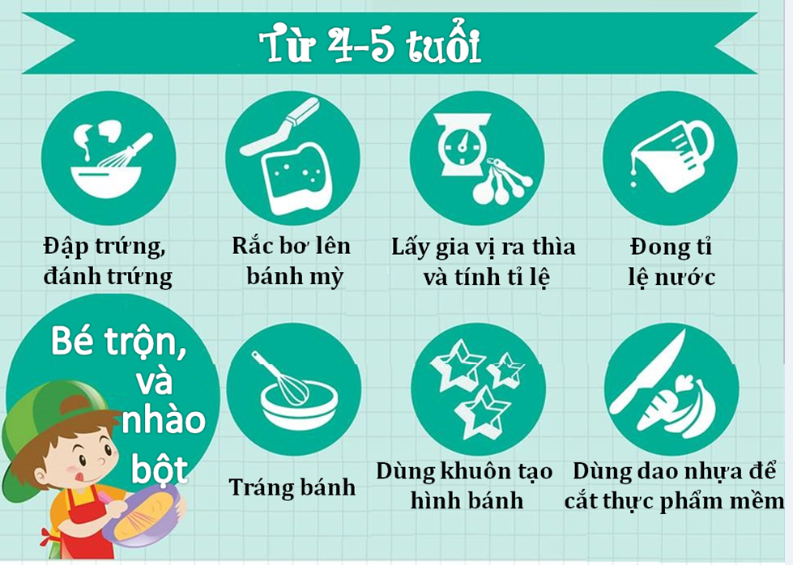 Từ 4-5 tuổi
Đập trứng,
đánh trứng
Rắc bơ lên
bánh mỳ
Lấy gia vị ra thìa
và tính tỉ lệ
Đong tỉ
lệ nước
Bé trộn,
và
nhào
bột
Tráng bánh
Dùng khuôn tạo
hình bánh
Dùng dao nhựa để
cắt thực phẩm mềm